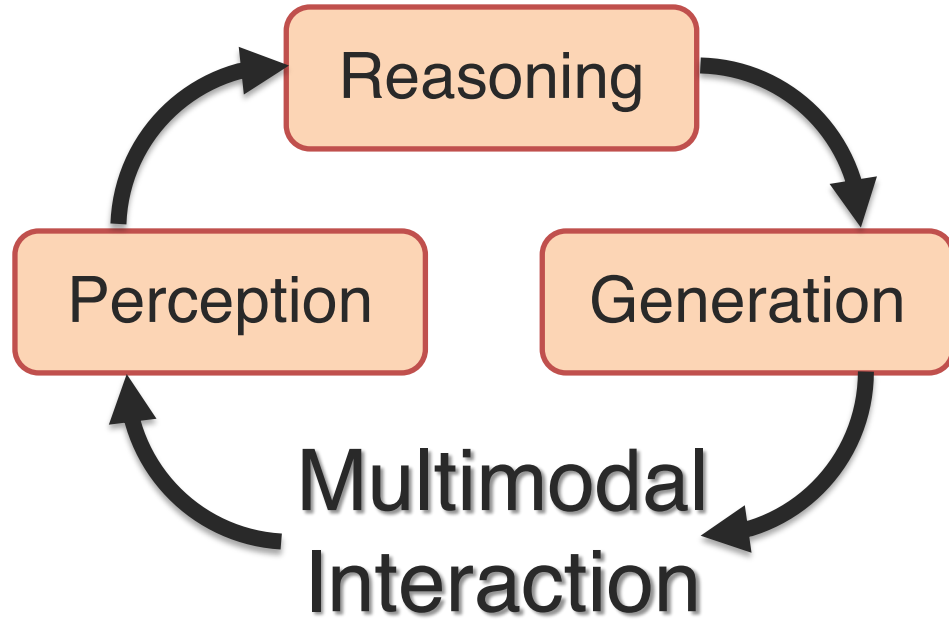 Reasoning
Perception
Generation
Multimodal
Interaction